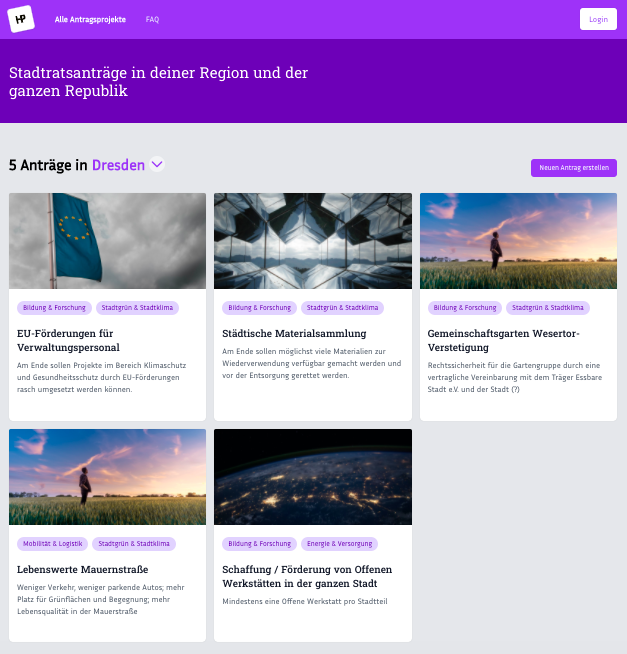 HP
Alle Antragsprojekte
FAQ
Login
Stadtratsanträge in deiner Region und der
ganzen Republik
5 Anträge in Dresden
Neuen Antrag erstellen
Bildung & Forschung
Stadtgrün & Stadtklima
EU-Förderungen für
Verwaltungspersonal
Am Ende sollen Projekte im Bereich Klimaschutz
und Gesundheitsschutz durch EU-Förderungen
rasch umgesetzt werden können.
Bildung & Forschung
Stadtgrün & Stadtklima
Städtische Materialsammlung
Am Ende sollen möglichst viele Materialien zur
Wiederverwendung verfügbar gemacht werden und
vor der Entsorgung gerettet werden.
Bildung & Forschung
Stadtgrün & Stadtklima
Gemeinschaftsgarten Wesertor-
Verstetigung
Rechtssicherheit für die Gartengruppe durch eine
vertragliche Vereinbarung mit dem Träger Essbare
Stadt e.V. und der Stadt (?)
Mobilität & Logistik
Stadtgrün & Stadtklima
Lebenswerte Mauernstraße
Weniger Verkehr, weniger parkende Autos; mehr
Platz für Grünflächen und Begegnung; mehr
Lebensqualität in der Mauerstraße
Bildung & Forschung
Energie & Versorgung
Schaffung / Förderung von Offenen
Werkstätten in der ganzen Stadt
Mindestens eine Offene Werkstatt pro Stadtteil